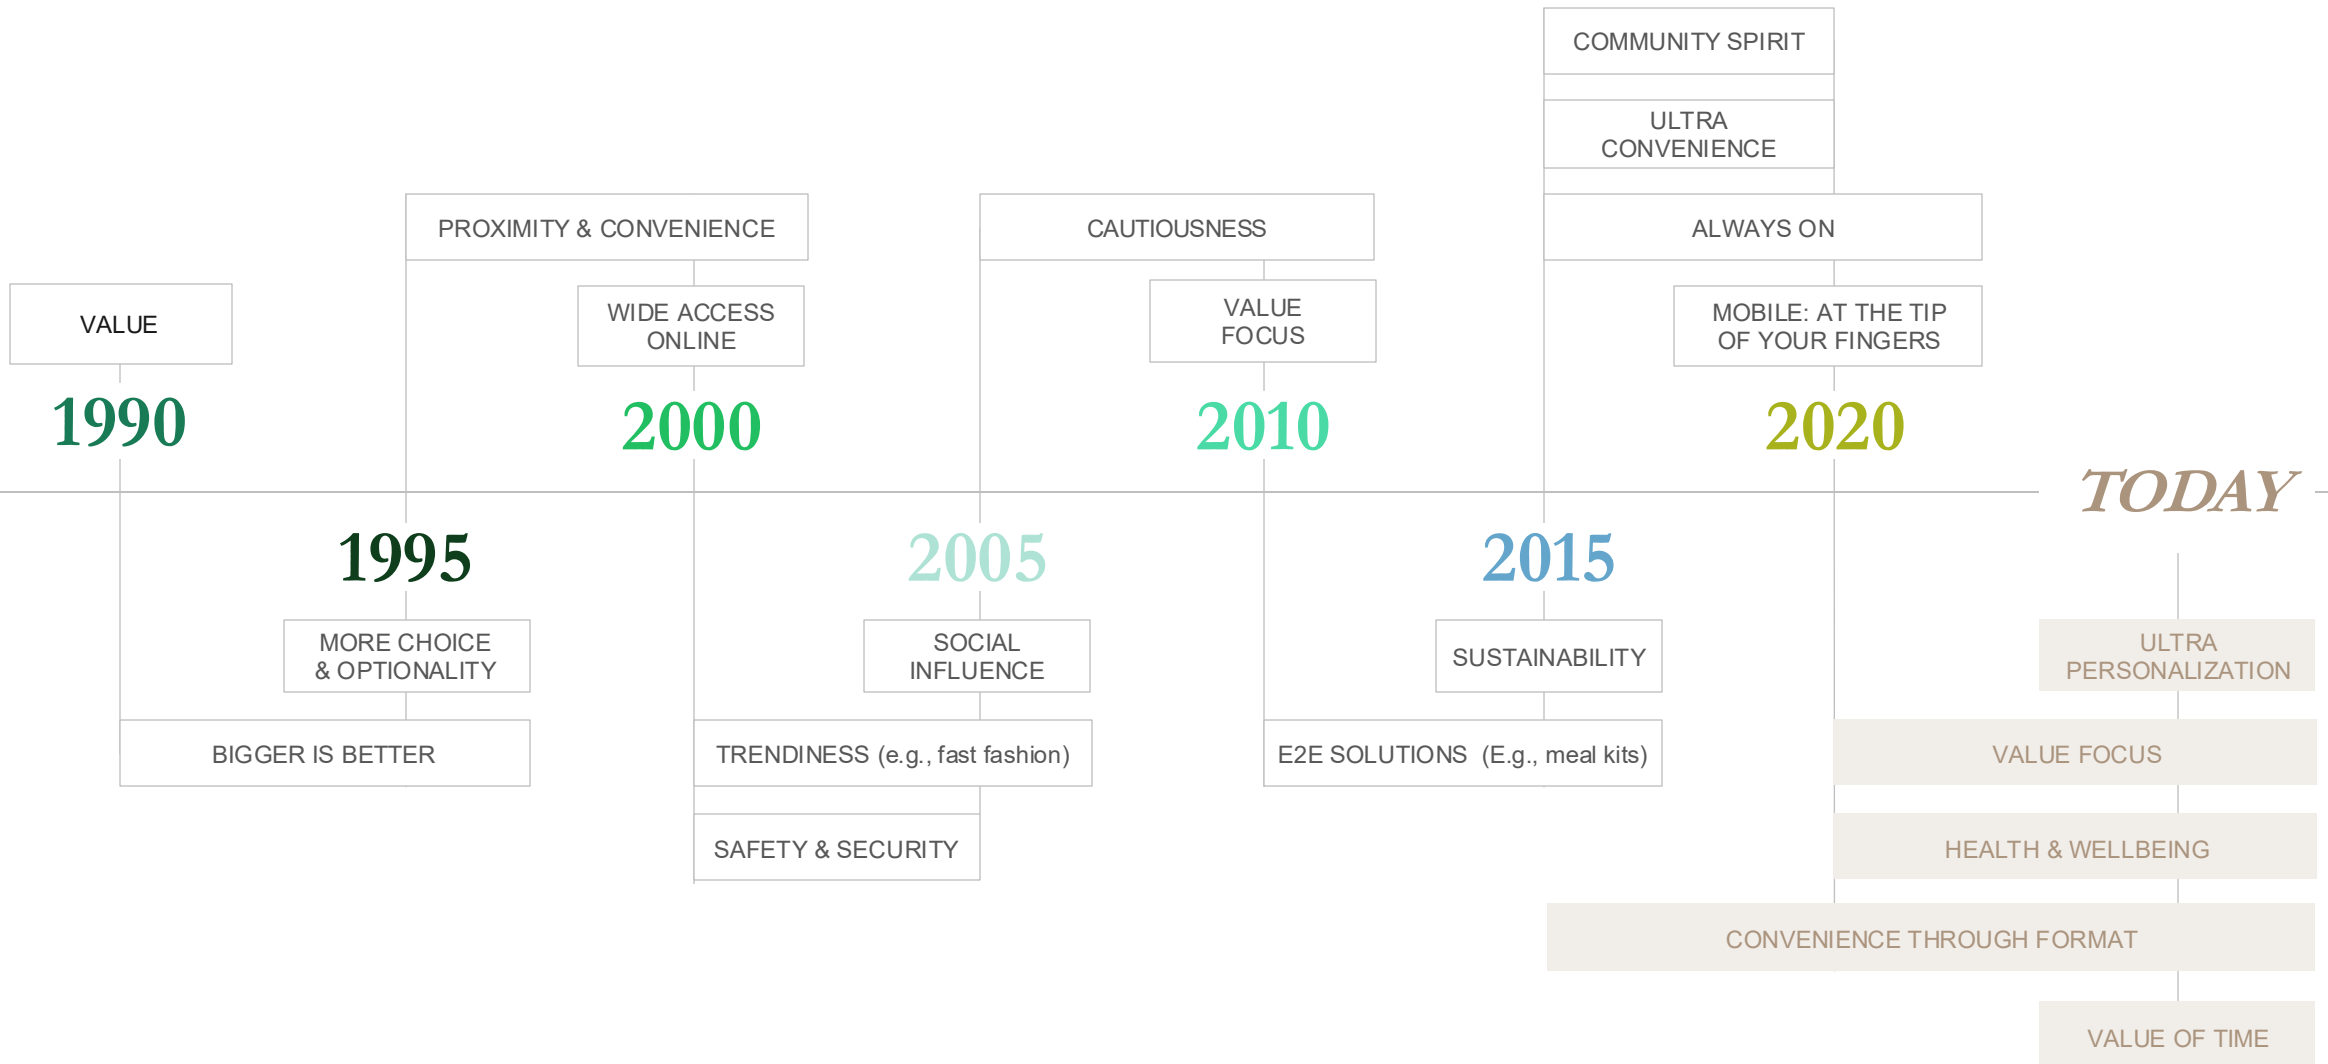 COMMUNITY SPIRIT
ULTRA
CONVENIENCE
PROXIMITY & CONVENIENCE
CAUTIOUSNESS
ALWAYS ON
VALUE
WIDE ACCESS
ONLINE
VALUE
FOCUS
MOBILE: AT THE TIP
OF YOUR FINGERS
1990
2000
2010
2020
TODAY
1995
2005
2015
MORE CHOICE
& OPTIONALITY
SOCIAL
INFLUENCE
SUSTAINABILITY
ULTRA
PERSONALIZATION
BIGGER IS BETTER
TRENDINESS (e.g., fast fashion)
E2E SOLUTIONS (E.g., meal kits)
VALUE FOCUS
SAFETY & SECURITY
HEALTH & WELLBEING
CONVENIENCE THROUGH FORMAT
VALUE OF TIME